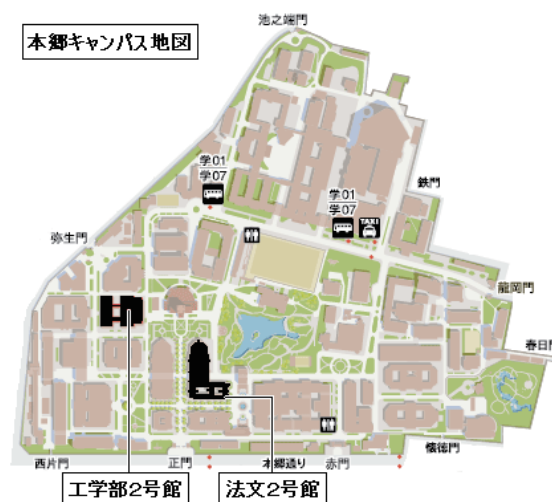 池之端門
本郷キャンパス地図
学01
学07
学01
学07
TAXI
鉄門
弥生門
龍岡門
春日門
懐徳門
西片門
正門
本郷通り
赤門
工学部2号館
法文2号館